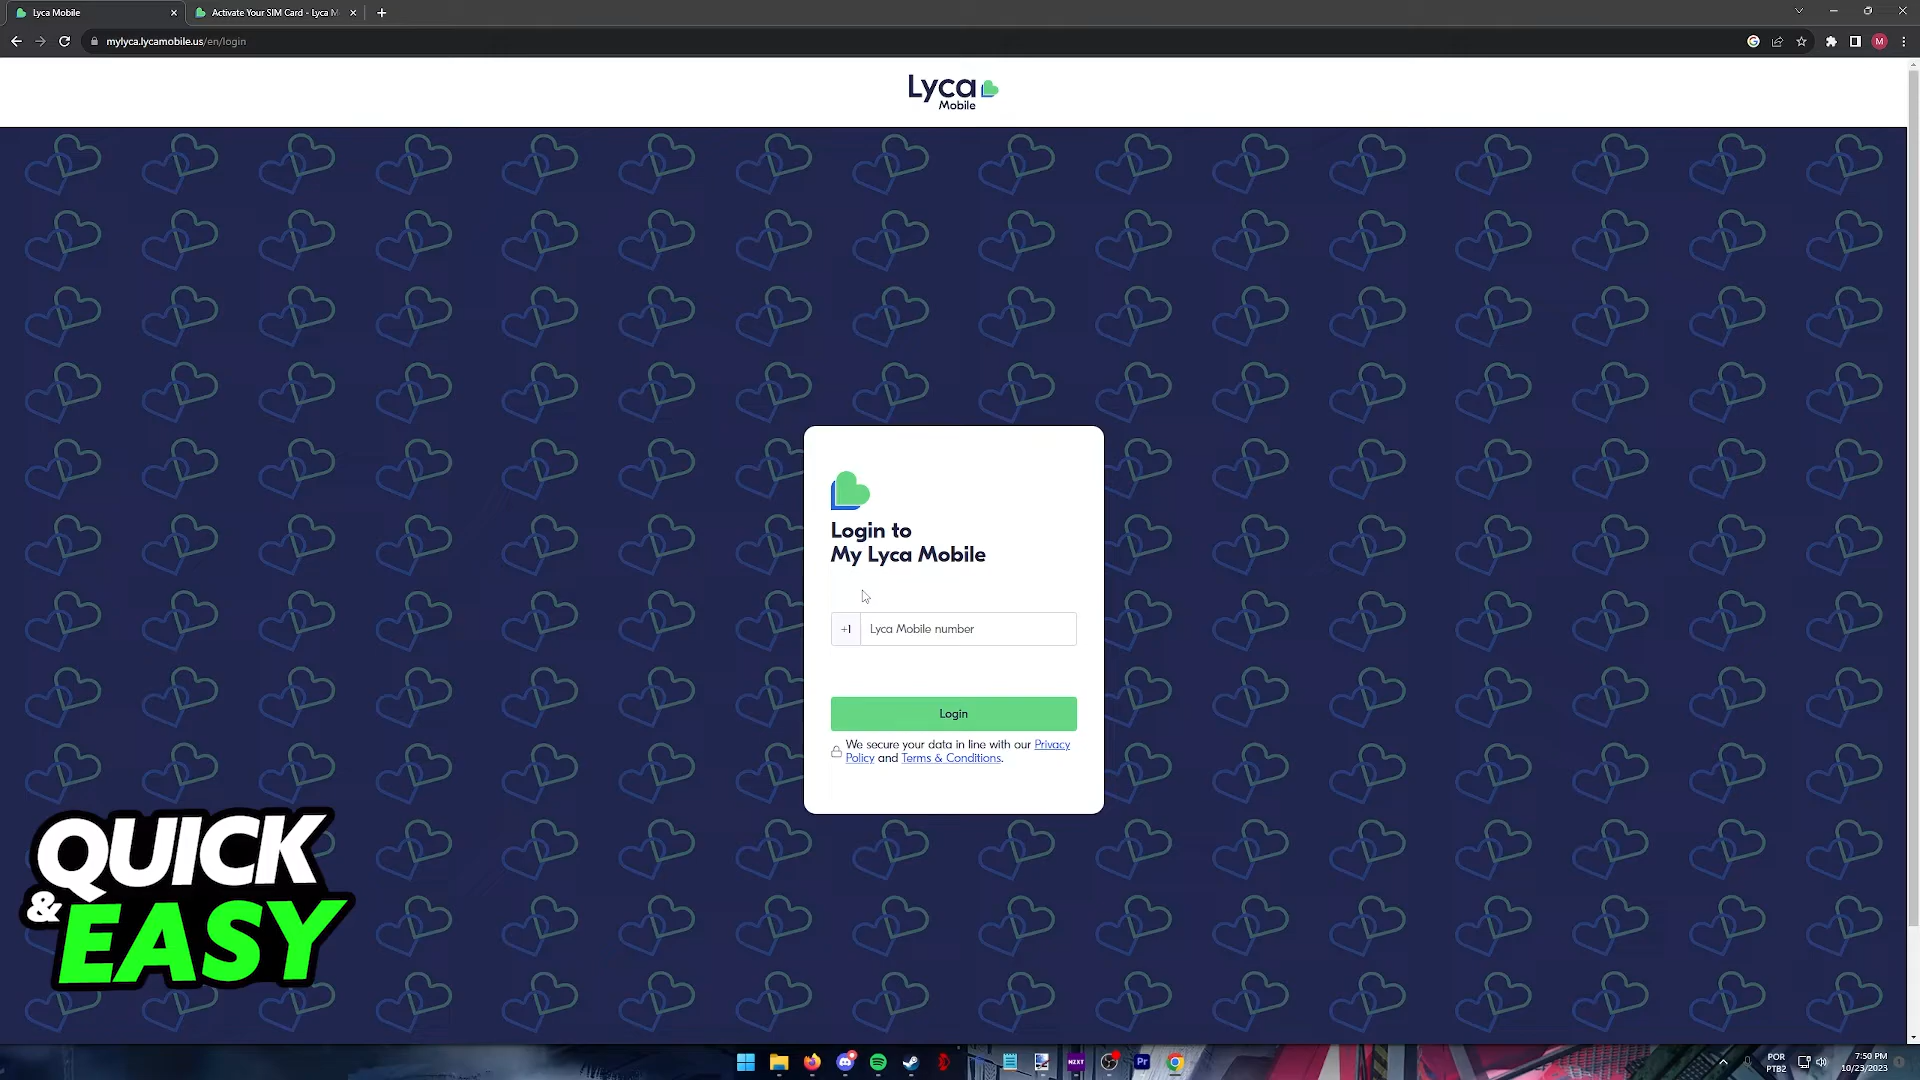 Lyca Mobile
Activate Your SIM Card - Lyca M
mylyca.lycamobile.us/en/login
M
Lyca
Mobile
Login to
My Lyca Mobile
+1 Lyca Mobile number
Login
We secure your data in line with our Privacy
Policy and Terms & Conditions.
QUICK
& EASY
NZXT
Pr
POR
PTB2
7:50 PM
10/23/2023